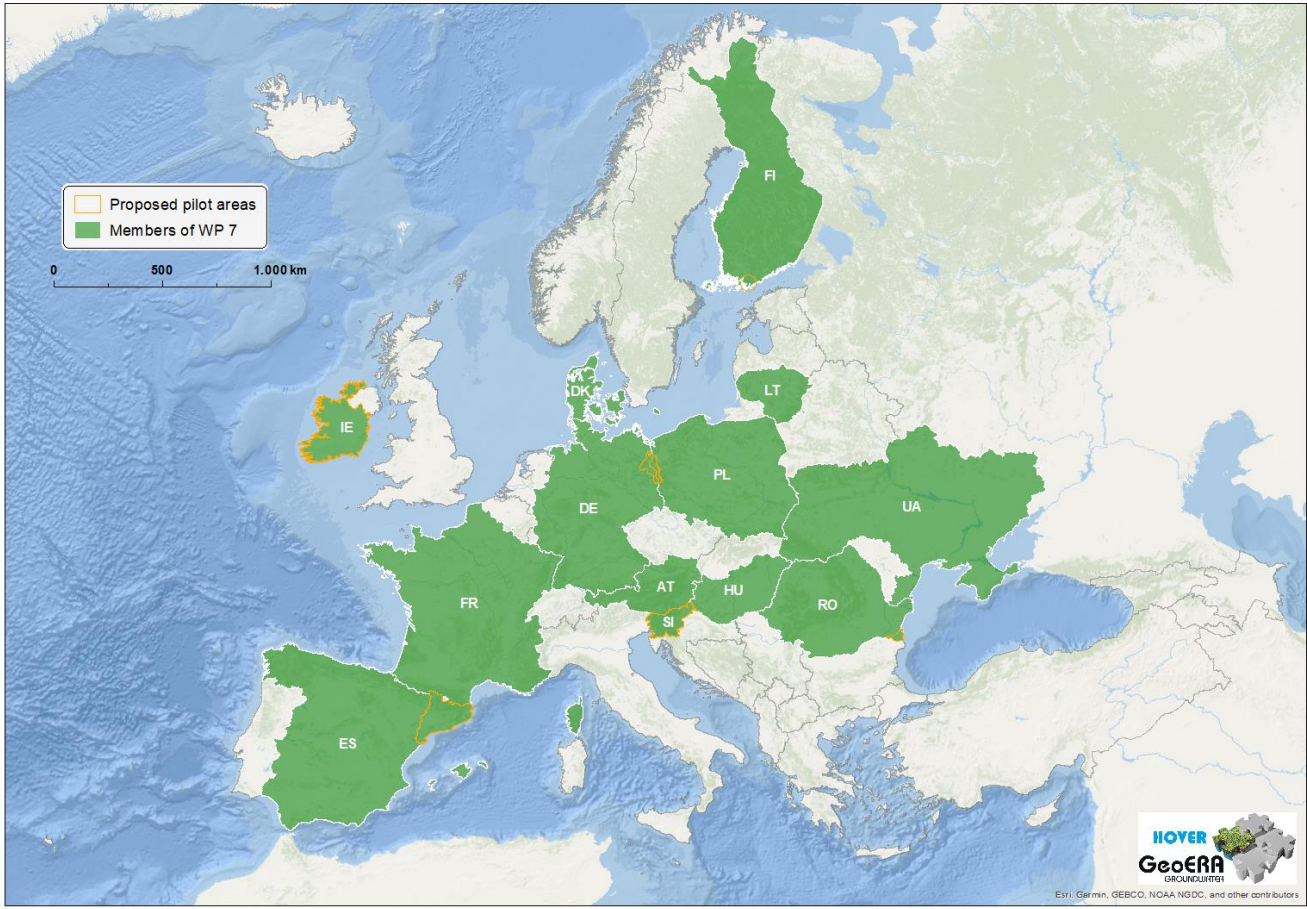 FI
Proposed pilot areas
Members of WP 7
0 500 1.000 km
DK
LT
IE
PL
DE
UA
AT
HU
FR
RO
SI
ES
HOVER
GeoERA
GROUNDWATER
Esri, Garmin, GEBCO, NOAA NGDC, and other contributors